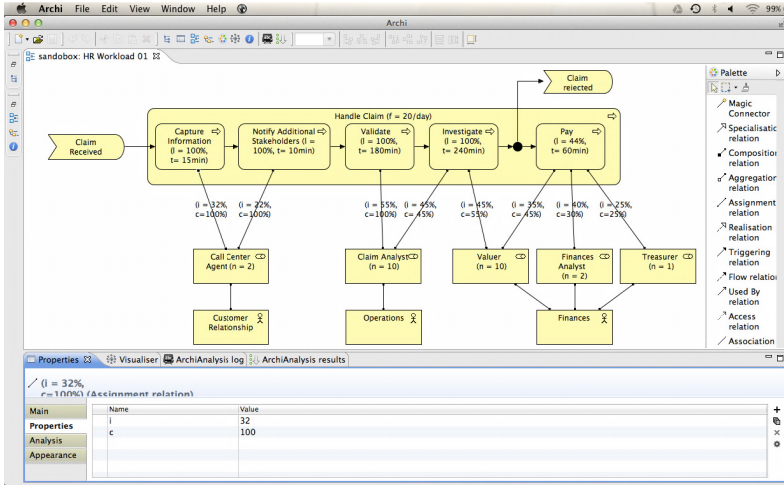 Archi File Edit View Window Help
99%
Archi
sandobox: HR Workload 01
Palette
Magic
Connector
Specialisatio
relation
Composition
relation
Aggregation
relation
Assignment
relation
Realisation
relation
Triggering
relation
Flow relation
Used By
relation
Access
relation
Association
Claim
rejected
Handle Claim (f = 20/day)
Claim
Received
Capture
Information
(l = 100%,
t= 15min)
Notify Additional
Stakeholders (l =
100%, t= 10min)
Validate
(l = 100%,
t= 180min)
Investigate
(l = 100%,
t= 240min)
Pay
(l = 44%,
t= 60min)
(i = 32%,
c=100%)
(i = 22%,
c=100%)
(i = 55%,
c=100%)
(i = 45%,
c= 45%)
(i = 45%,
c=55%)
(i = 35%,
c= 45%)
(i = 40%,
c=30%)
(i = 25%,
c=25%)
Call Center
Agent (n = 2)
Claim Analyst
(n = 10)
Valuer
(n = 10)
Finances
Analyst
(n = 2)
Treasurer
(n = 1)
Customer
Relationship
Operations
Finances
Properties Visualiser ArchiAnalysis log ArchiAnalysis results
(i = 32%,
c=100%) (Assignment relation)
Main
Properties
Analysis
Appearance
Name Value
i 32
c 100